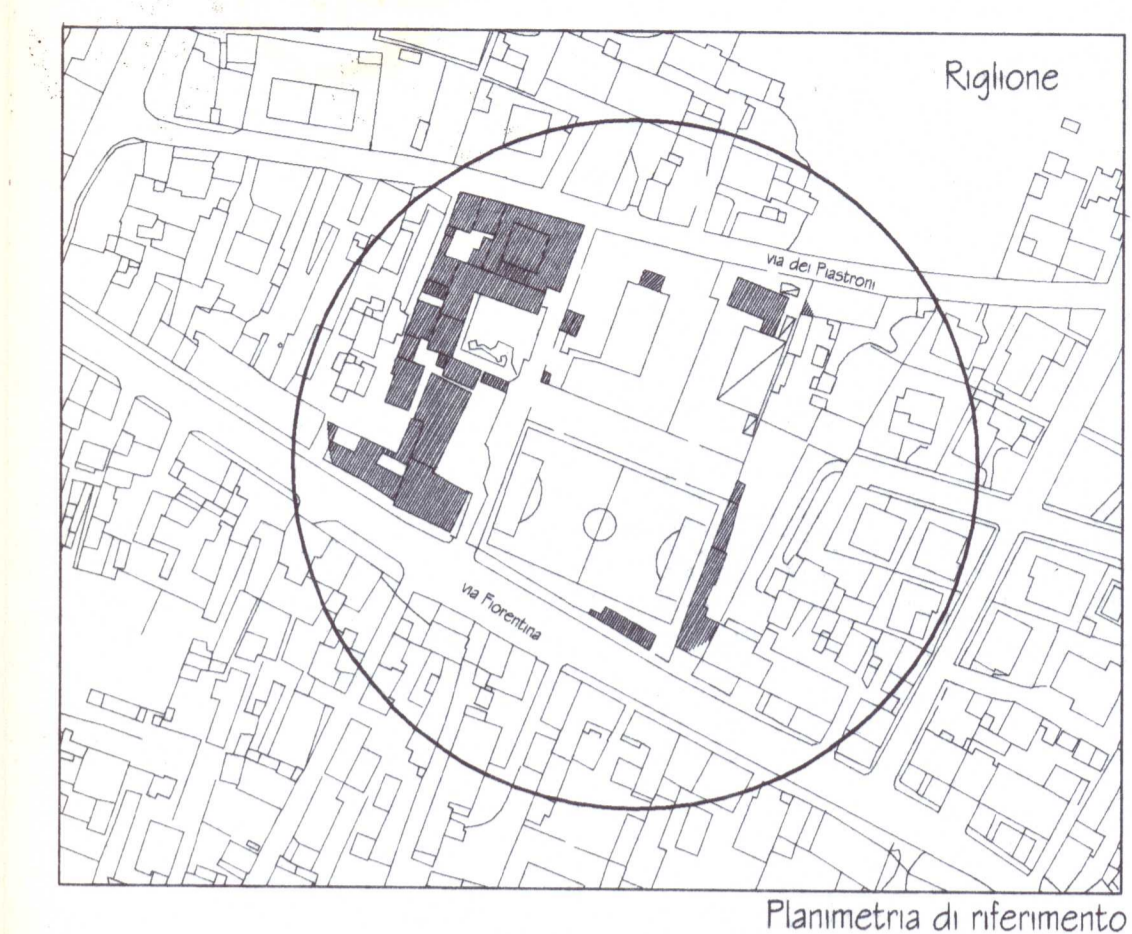 Riglione
via dei Piastroni
via Fiorentina
Planimetria di riferimento